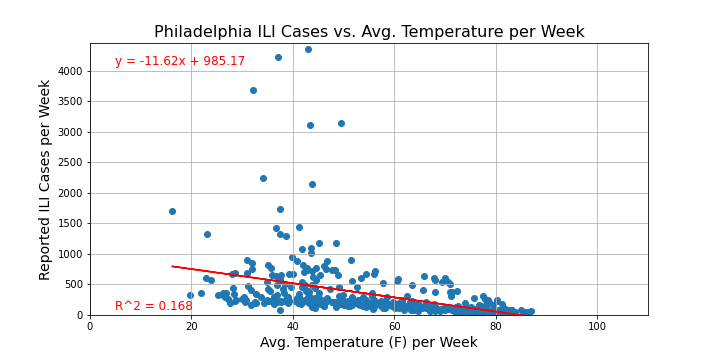 Philadelphia ILI Cases vs. Avg. Temperature per Week
y = -11.62x + 985.17
R^2 = 0.168
Reported ILI Cases per Week
4000
3500
3000
2500
2000
1500
1000
500
0
0 20 40 60 80 100
Avg. Temperature (F) per Week